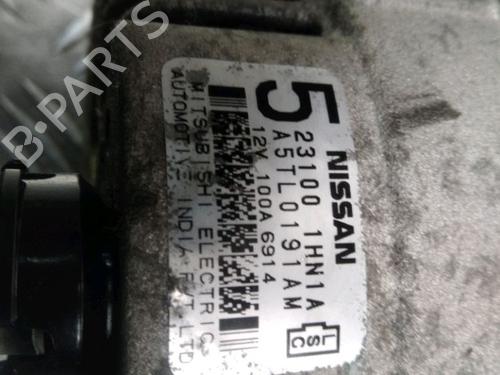 5 NISSAN
23100 1HN1A
A5TL0191AM
12V 100A 6914
LSC
MITSUBISHI ELECTRIC
AUTOMOTIVE INDIA PVT. LTD
B-PARTS